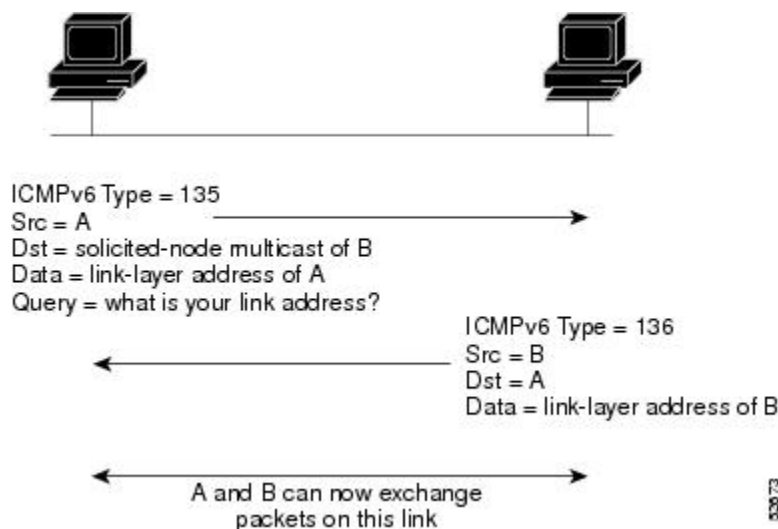 ICMPv6 Type = 135
Src = A
Dst = solicited-node multicast of B
Data = link-layer address of A
Query = what is your link address?
ICMPv6 Type = 136
Src = B
Dst = A
Data = link-layer address of B
A and B can now exchange
packets on this link